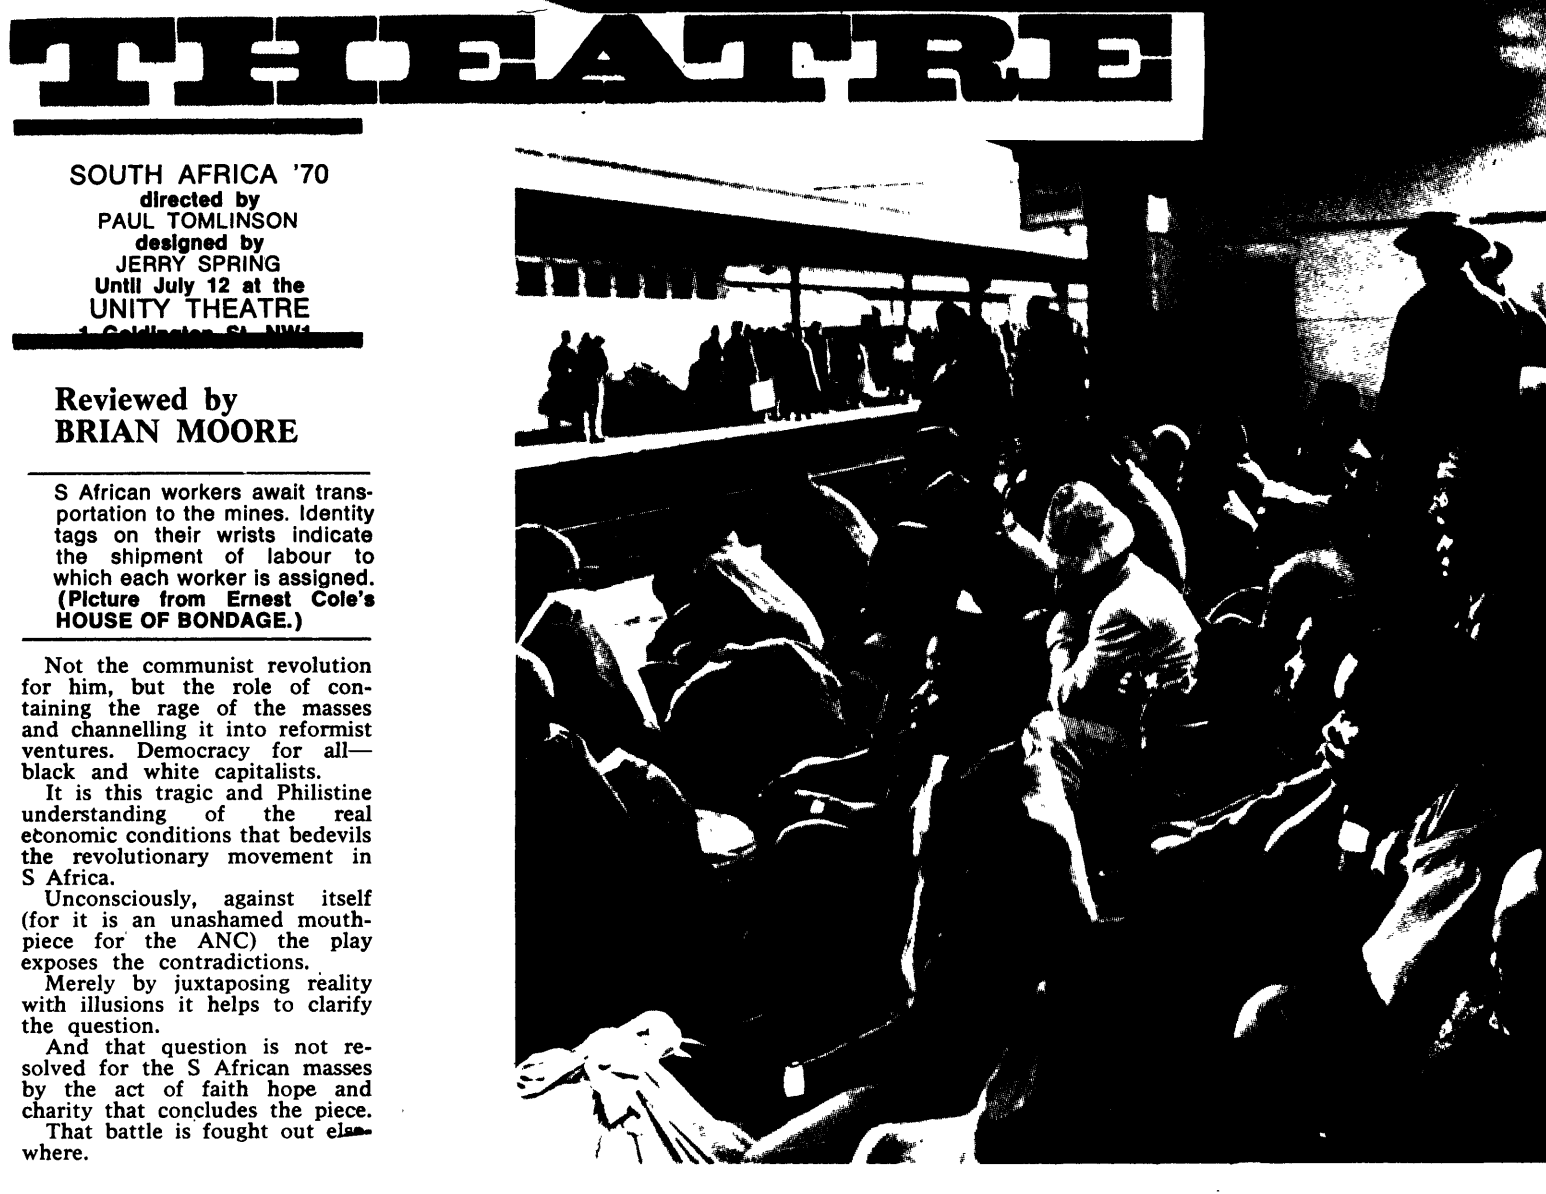 THEATRE
SOUTH AFRICA '70
directed by
PAUL TOMLINSON
designed by
JERRY SPRING
Until July 12 at the
UNITY THEATRE
1 Goldington St. NW1
Reviewed by
BRIAN MOORE
S African workers await trans-
portation to the mines. Identity
tags on their wrists indicate
the shipment of labour to
which each worker is assigned.
(Picture from Ernest Cole's
HOUSE OF BONDAGE.)
Not the communist revolution
for him, but the role of con-
taining the rage of the masses
and channelling it into reformist
ventures. Democracy for all—
black and white capitalists.
It is this tragic and Philistine
understanding of the real
economic conditions that bedevils
the revolutionary movement in
S Africa.
Unconsciously, against itself
(for it is an unashamed mouth-
piece for the ANC) the play
exposes the contradictions.
Merely by juxtaposing reality
with illusions it helps to clarify
the question.
And that question is not re-
solved for the S African masses
by the act of faith hope and
charity that concludes the piece.
That battle is fought out else-
where.